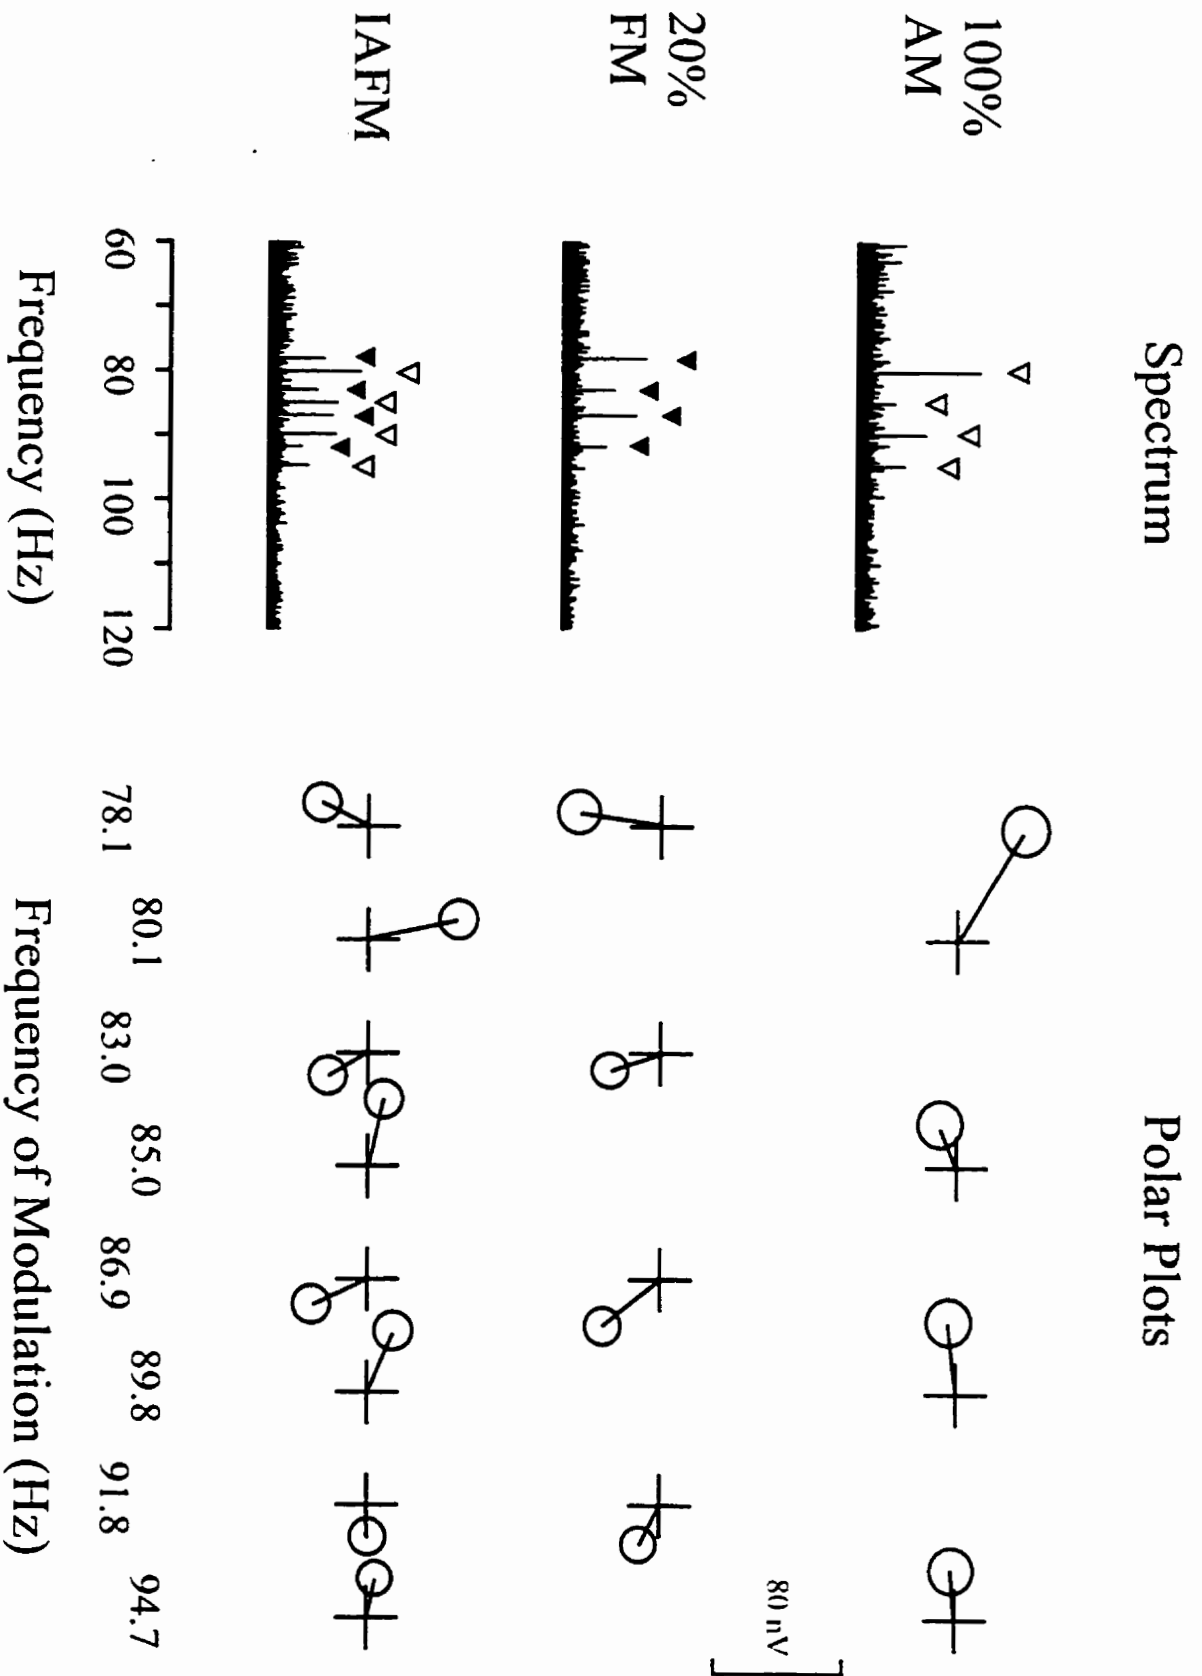 Spectrum
Polar Plots
100%
AM
80 nV
20%
FM
IAFM
60 80 100 120
Frequency (Hz)
78.1 80.1 83.0 85.0 86.9 89.8 91.8 94.7
Frequency of Modulation (Hz)